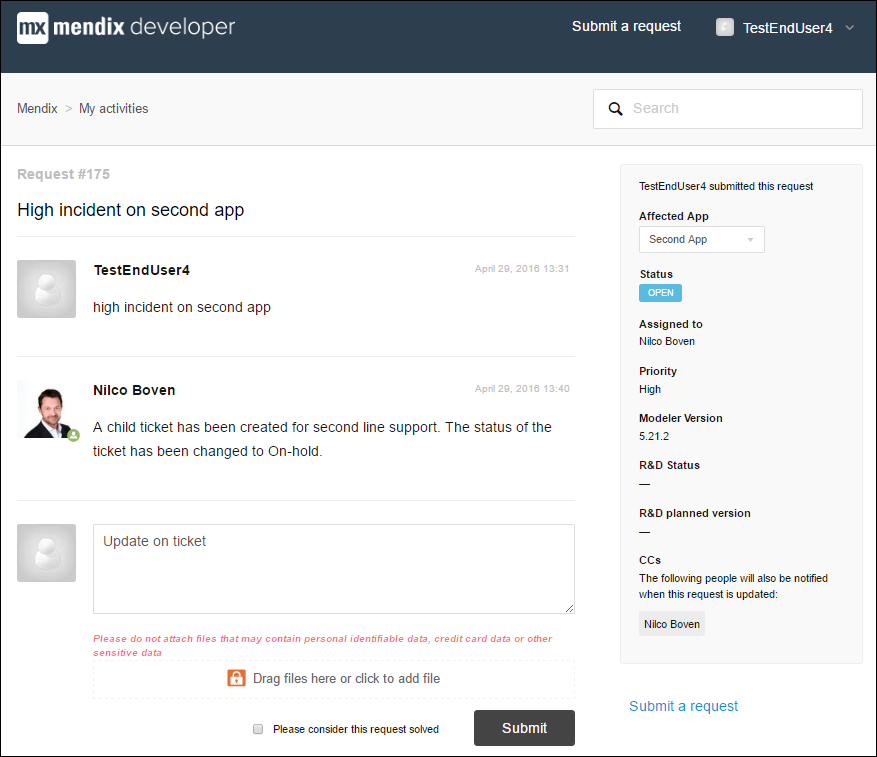 mx mendix developer
Submit a request
TestEndUser4
Mendix > My activities
Search
Request #175
High incident on second app
TestEndUser4
April 29, 2016 13:31
high incident on second app
Nilco Boven
April 29, 2016 13:40
A child ticket has been created for second line support. The status of the
ticket has been changed to On-hold.
Update on ticket
Please do not attach files that may contain personal identifiable data, credit card data or other
sensitive data
Drag files here or click to add file
Please consider this request solved
Submit
TestEndUser4 submitted this request
Affected App
Second App
Status
OPEN
Assigned to
Nilco Boven
Priority
High
Modeler Version
5.21.2
R&D Status
—
R&D planned version
—
CCs
The following people will also be notified
when this request is updated:
Nilco Boven
Submit a request